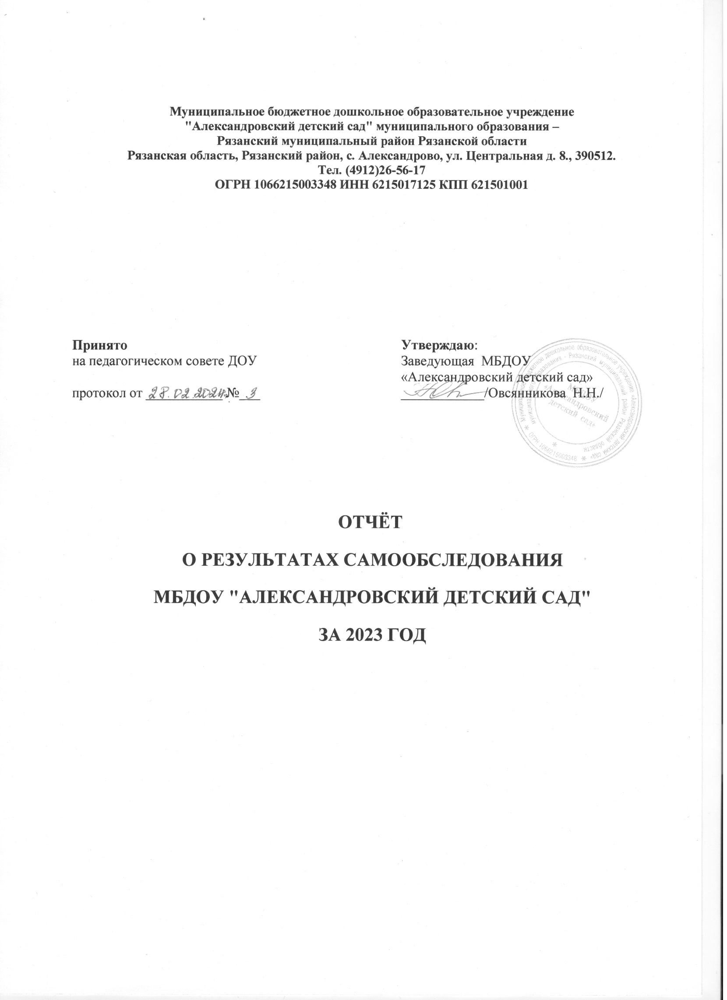 Муниципальное бюджетное дошкольное образовательное учреждение
"Александровский детский сад" муниципального образования –
Рязанский муниципальный район Рязанской области
Рязанская область, Рязанский район, с. Александрово, ул. Центральная д. 8., 390512.
Тел. (4912)26-56-17
ОГРН 1066215003348 ИНН 6215017125 КПП 621501001
Принято
на педагогическом совете ДОУ
протокол от 28.02.2024.№ 3
Утверждаю:
Заведующая МБДОУ
«Александровский детский сад»
/Овсянникова Н.Н./
Муниципальное бюджетное дошкольное образовательное учреждение «Александровский детский сад»
муниципального образования - Рязанский муниципальный район Рязанской области
ОГРН 1066215003348
МБДОУ
«Александровский
детский сад»
ОТЧЁТ
О РЕЗУЛЬТАТАХ САМООБСЛЕДОВАНИЯ
МБДОУ "АЛЕКСАНДРОВСКИЙ ДЕТСКИЙ САД"
ЗА 2023 ГОД